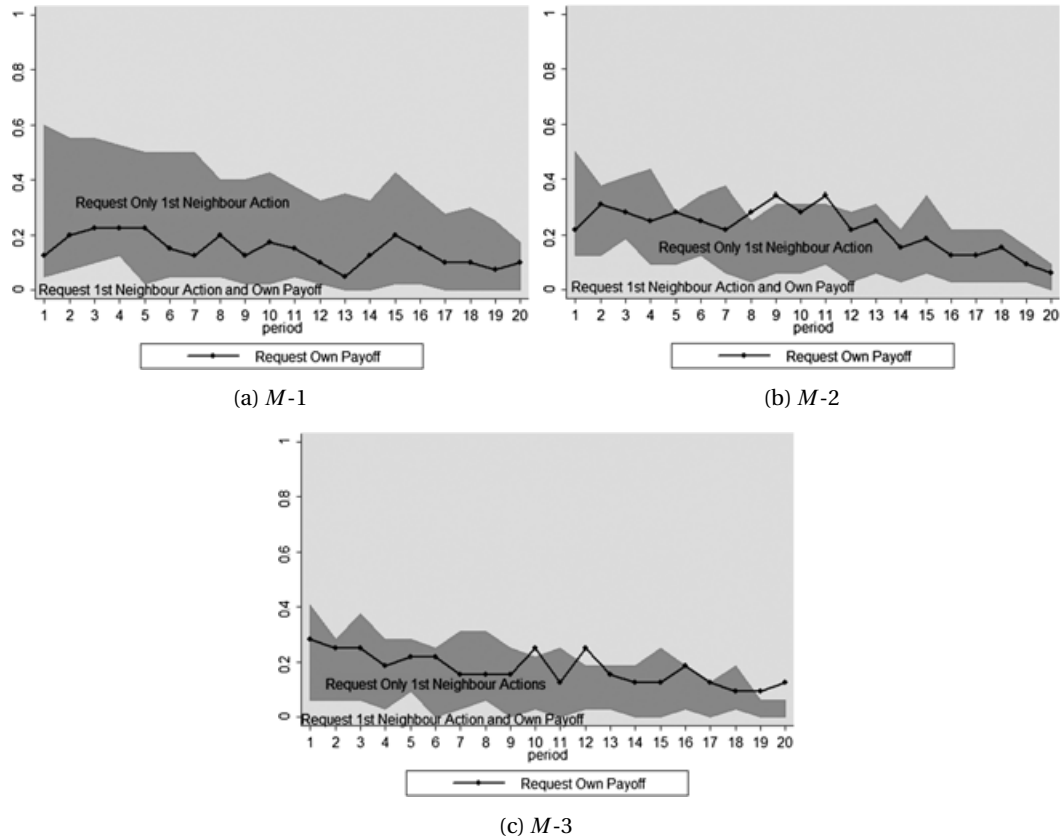 1
0.8
0.6
0.4
0.2
0
Request Only 1st Neighbour Action
Request 1st Neighbour Action and Own Payoff
1 2 3 4 5 6 7 8 9 10 11 12 13 14 15 16 17 18 19 20
period
Request Own Payoff
(a) M-1
1
0.8
0.6
0.4
0.2
0
Request Only 1st Neighbour Action
Request 1st Neighbour Action and Own Payoff
1 2 3 4 5 6 7 8 9 10 11 12 13 14 15 16 17 18 19 20
period
Request Own Payoff
(b) M-2
1
0.8
0.6
0.4
0.2
0
Request Only 1st Neighbour Actions
Request 1st Neighbour Action and Own Payoff
1 2 3 4 5 6 7 8 9 10 11 12 13 14 15 16 17 18 19 20
period
Request Own Payoff
(c) M-3